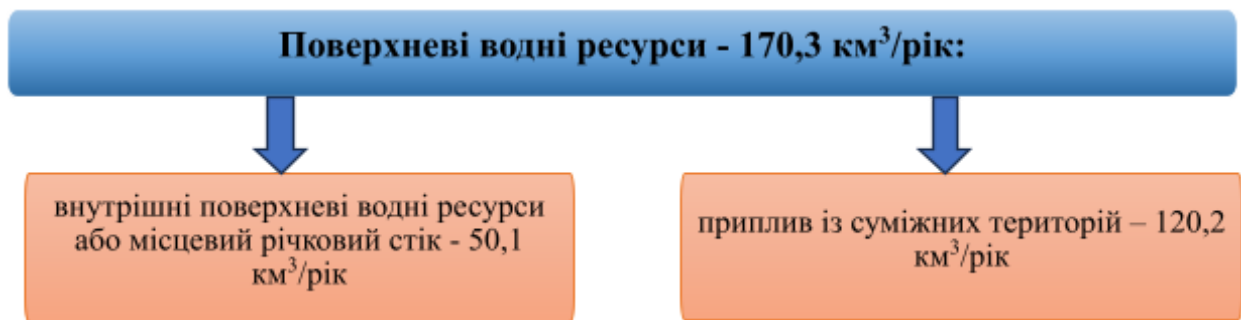 Поверхневі водні ресурси - 170,3 км³/рік:
внутрішні поверхневі водні ресурси
або місцевий річковий стік - 50,1
км³/рік
приплив із суміжних територій – 120,2
км³/рік